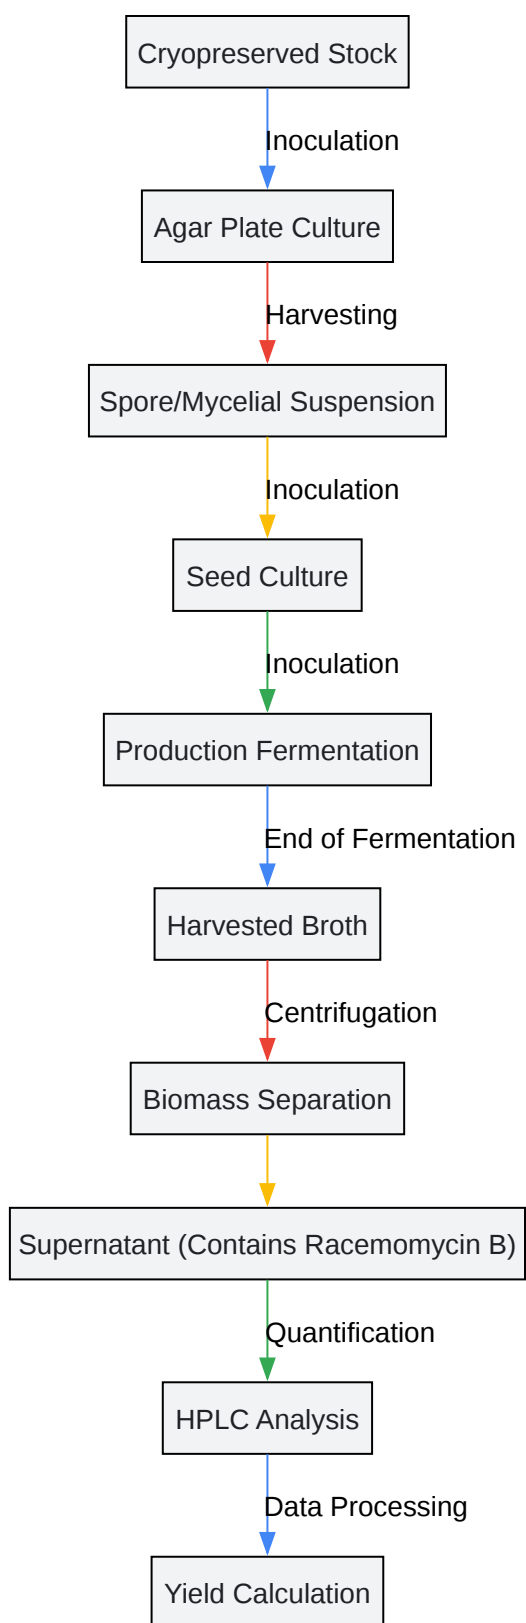 Cryopreserved Stock
Inoculation
Agar Plate Culture
Harvesting
Spore/Mycelial Suspension
Inoculation
Seed Culture
Inoculation
Production Fermentation
End of Fermentation
Harvested Broth
Centrifugation
Biomass Separation
Supernatant (Contains Racemomycin B)
Quantification
HPLC Analysis
Data Processing
Yield Calculation